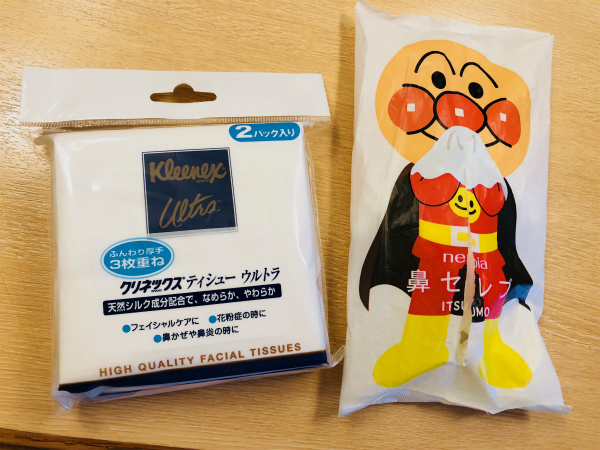 2パック入り
Kleenex
Ultra
ふんわり厚手
3枚重ね
クリネックス ティシュー ウルトラ
天然シルク成分配合で、なめらか、やわらか
●フェイシャルケアに ●花粉症の時に
●鼻かぜや鼻炎の時に
HIGH QUALITY FACIAL TISSUES
nepia
鼻セレブ
ITSUMO